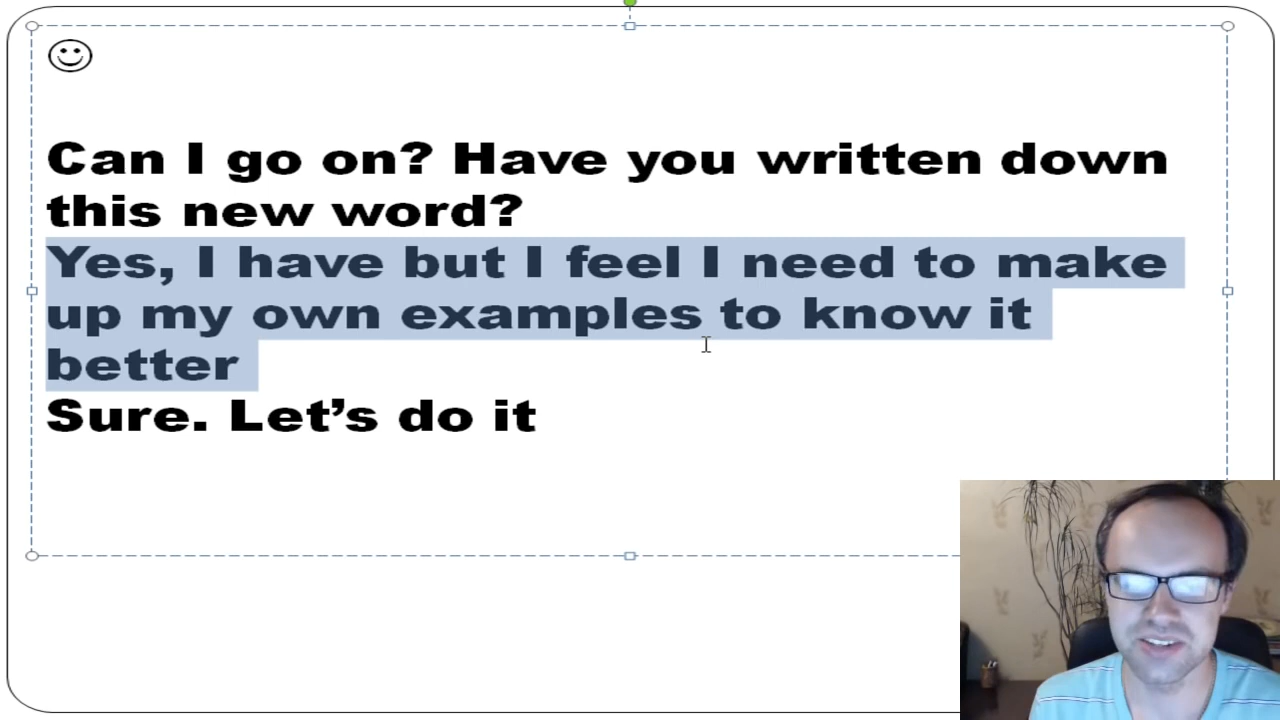 Can I go on? Have you written down
this new word?
Yes, I have but I feel I need to make
up my own examples to know it
better
Sure. Let’s do it